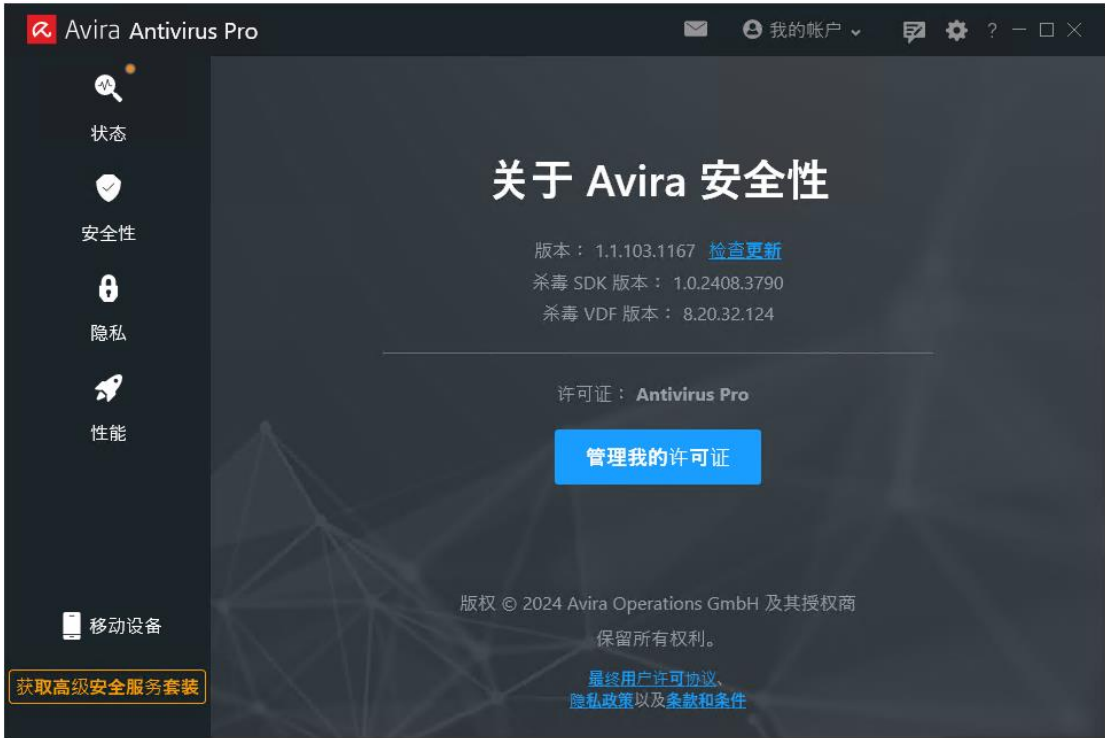 Avira Antivirus Pro
我的帐户
?
状态
安全性
隐私
性能
移动设备
获取高级安全服务套装
关于 Avira 安全性
版本： 1.1.103.1167 检查更新
杀毒 SDK 版本： 1.0.2408.3790
杀毒 VDF 版本： 8.20.32.124
许可证： Antivirus Pro
管理我的许可证
版权 © 2024 Avira Operations GmbH 及其授权商
保留所有权利。
最终用户许可协议、
隐私政策以及条款和条件